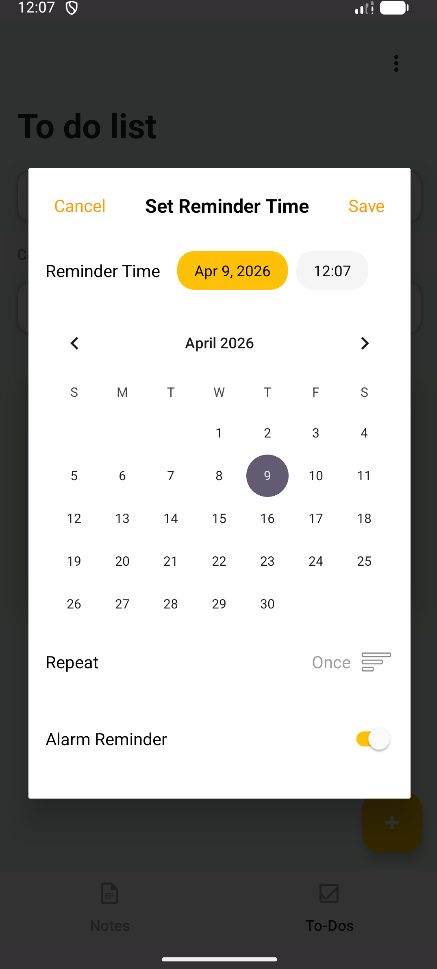 12:07
To do list
Cancel Set Reminder Time Save
Reminder Time Apr 9, 2026 12:07
April 2026
S M T W T F S
1 2 3 4
5 6 7 8 9 10 11
12 13 14 15 16 17 18
19 20 21 22 23 24 25
26 27 28 29 30
Repeat Once
Alarm Reminder
Notes To-Dos